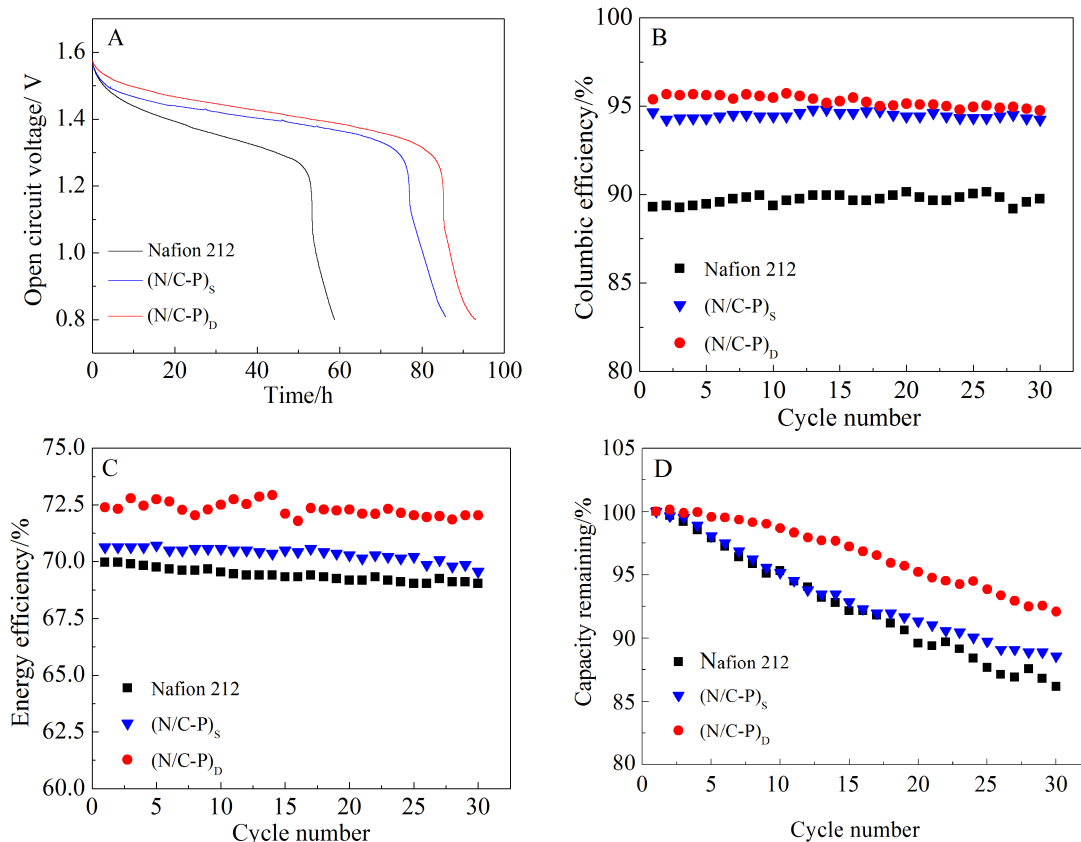 A
Open circuit voltage/ V
1.6
1.4
1.2
1.0
0.8
Nafion 212
(N/C-P)S
(N/C-P)D
0 20 40 60 80 100
Time/h
B
Columbic efficiency/%
100
95
90
85
80
Nafion 212
(N/C-P)S
(N/C-P)D
0 5 10 15 20 25 30
Cycle number
C
Energy efficiency/%
75.0
72.5
70.0
67.5
65.0
62.5
60.0
Nafion 212
(N/C-P)S
(N/C-P)D
0 5 10 15 20 25 30
Cycle number
D
Capacity remaining/%
105
100
95
90
85
80
Nafion 212
(N/C-P)S
(N/C-P)D
0 5 10 15 20 25 30
Cycle number